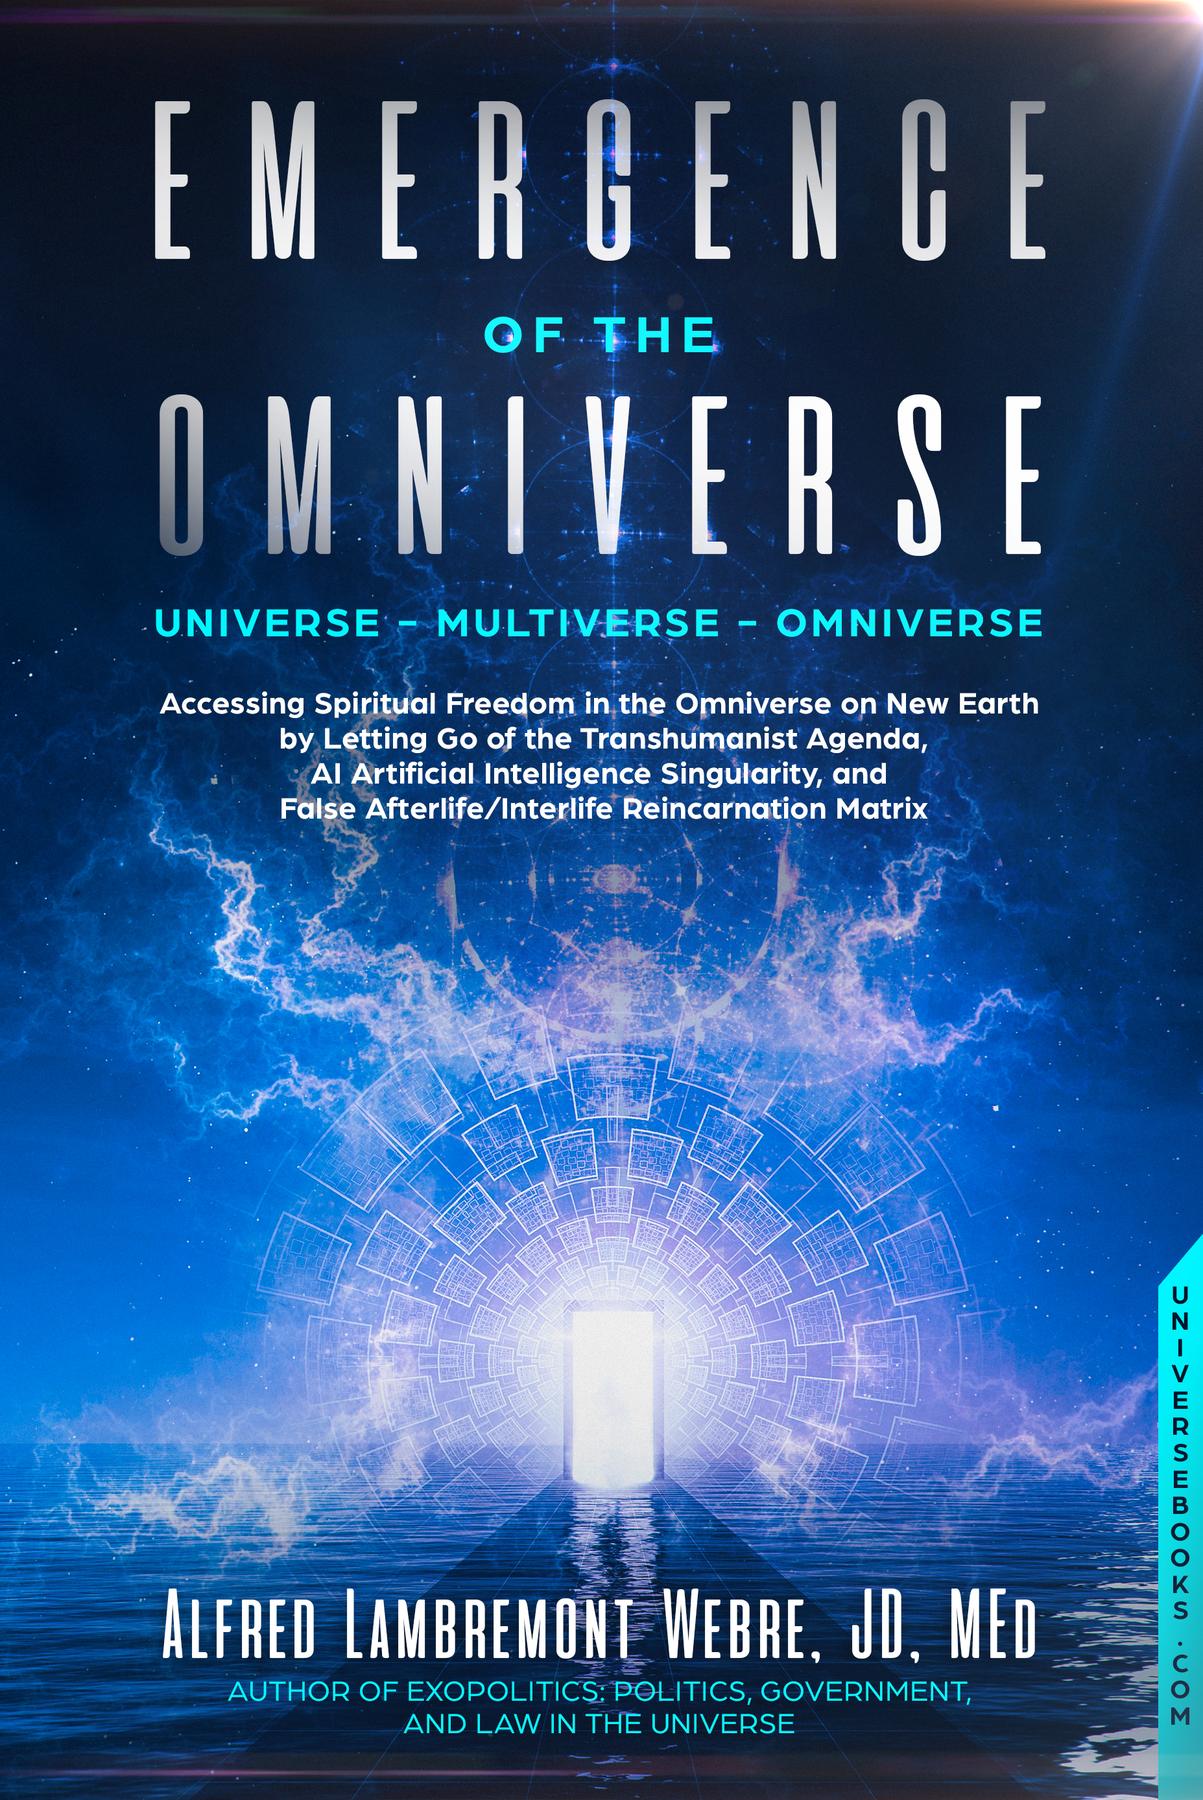 EMERGENCE
OF THE
OMNIVERSE
UNIVERSE – MULTIVERSE – OMNIVERSE
Accessing Spiritual Freedom in the Omniverse on New Earth
by Letting Go of the Transhumanist Agenda,
AI Artificial Intelligence Singularity, and
False Afterlife/Interlife Reincarnation Matrix
UNIVERSEBOOKS.COM
ALFRED LAMBREMONT WEBRE, JD, MEd
AUTHOR OF EXOPOLITICS: POLITICS, GOVERNMENT,
AND LAW IN THE UNIVERSE